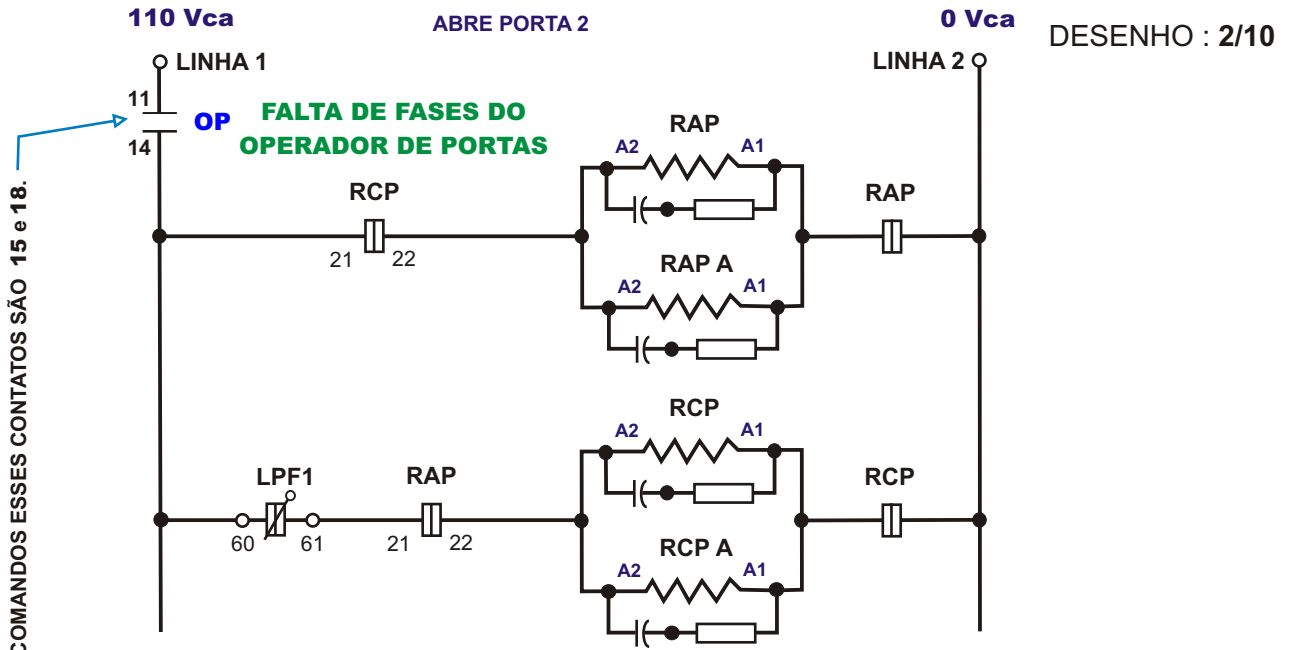 110 Vca
ABRE PORTA 2
0 Vca
DESENHO : 2/10
LINHA 1
LINHA 2
11
OP
14
FALTA DE FASES DO
OPERADOR DE PORTAS
COMANDOS ESSES CONTATOS SÃO 15 e 18.
RAP
A2
A1
RCP
21
22
RAP
RAP A
A2
A1
RCP
A2
A1
LPF1
60
61
RAP
21
22
RCP
RCP A
A2
A1